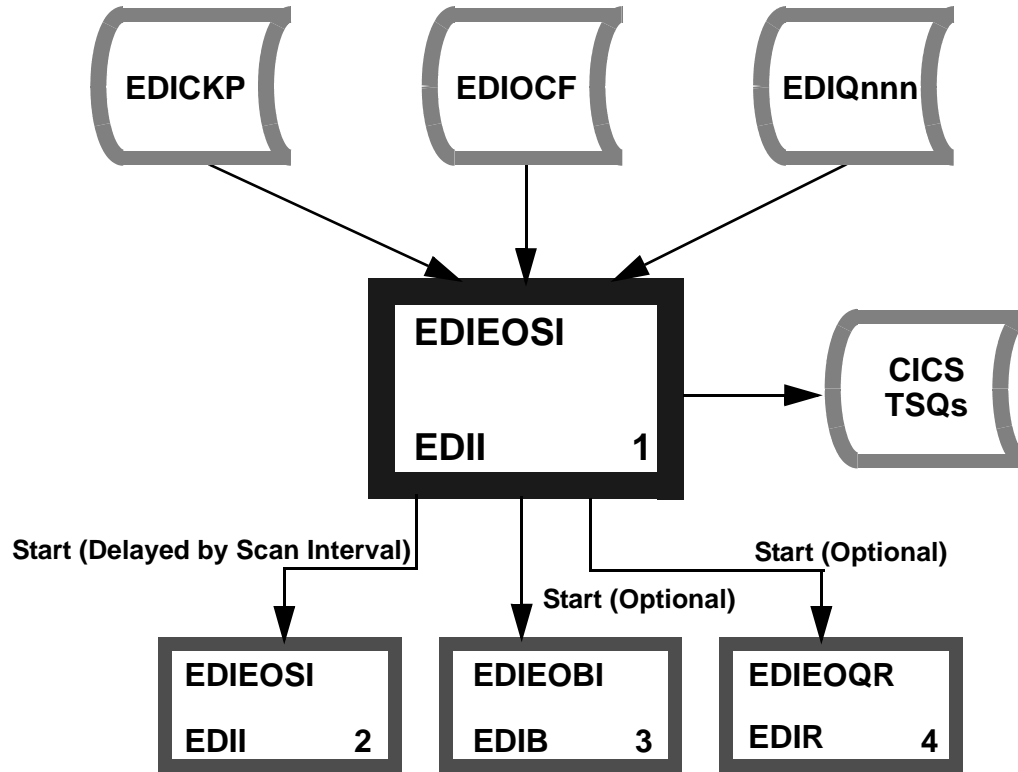 EDICKP
EDIOCF
EDIQnnn
EDIEOSI
EDII 1
CICS
TSQs
Start (Delayed by Scan Interval)
Start (Optional)
Start (Optional)
EDIEOSI
EDII 2
EDIEOBI
EDIB 3
EDIEOQR
EDIR 4